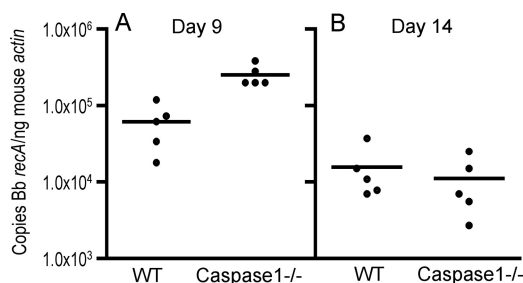 A Day 9
B Day 14
Copies Bb recA/ng mouse actin
1.0x10⁶
1.0x10⁵
1.0x10⁴
1.0x10³
WT Caspase1-/-
WT Caspase1-/-